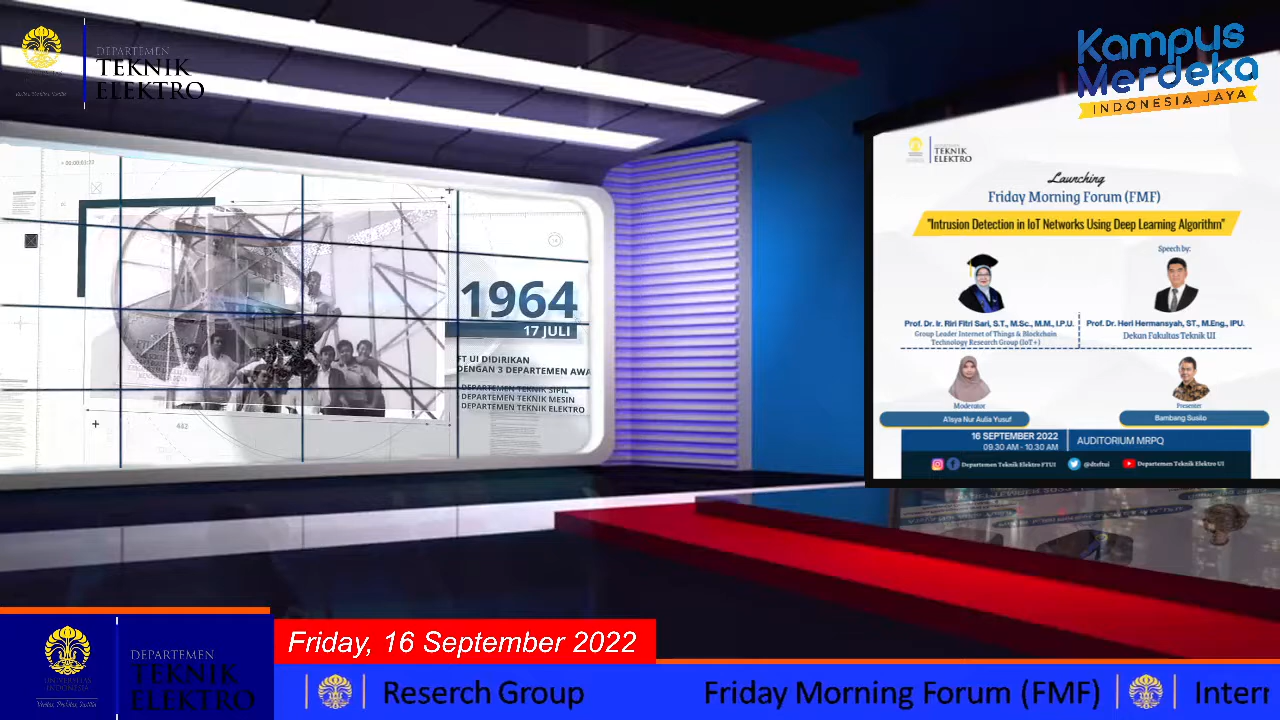 DEPARTEMEN
TEKNIK
ELEKTRO
Kampus
Merdeka
INDONESIA JAYA
1964
17 JULI
FT UI DIDIRIKAN
DENGAN 3 DEPARTEMEN AWA
DEPARTEMEN TEKNIK SIPIL
DEPARTEMEN TEKNIK MESIN
DEPARTEMEN TEKNIK ELEKTRO
442
TEKNIK
ELEKTRO
Launching
Friday Morning Forum (FMF)
"Intrusion Detection in IoT Networks Using Deep Learning Algorithm"
Speech by:
Prof. Dr. Ir. Riri Fitri Sari, S.T., M.Sc., M.M., I.P.U.
Group Leader Internet of Things & Blockchain
Technology Research Group (IoT+)
Prof. Dr. Heri Hermansyah, ST., M.Eng., IPU.
Dekan Fakultas Teknik UI
Moderator
A'isya Nur Aulia Yusuf
Presenter
Bambang Susilo
16 SEPTEMBER 2022
09.30 AM - 10.30 AM
AUDITORIUM MRPQ
Departemen Teknik Elektro FTUI
@dteftui
Departemen Teknik Elektro UI
UNIVERSITAS
INDONESIA
Veritas, Probitas, Iustitia
DEPARTEMEN
TEKNIK
ELEKTRO
Friday, 16 September 2022
Reserch Group
Friday Morning Forum (FMF)
Intern